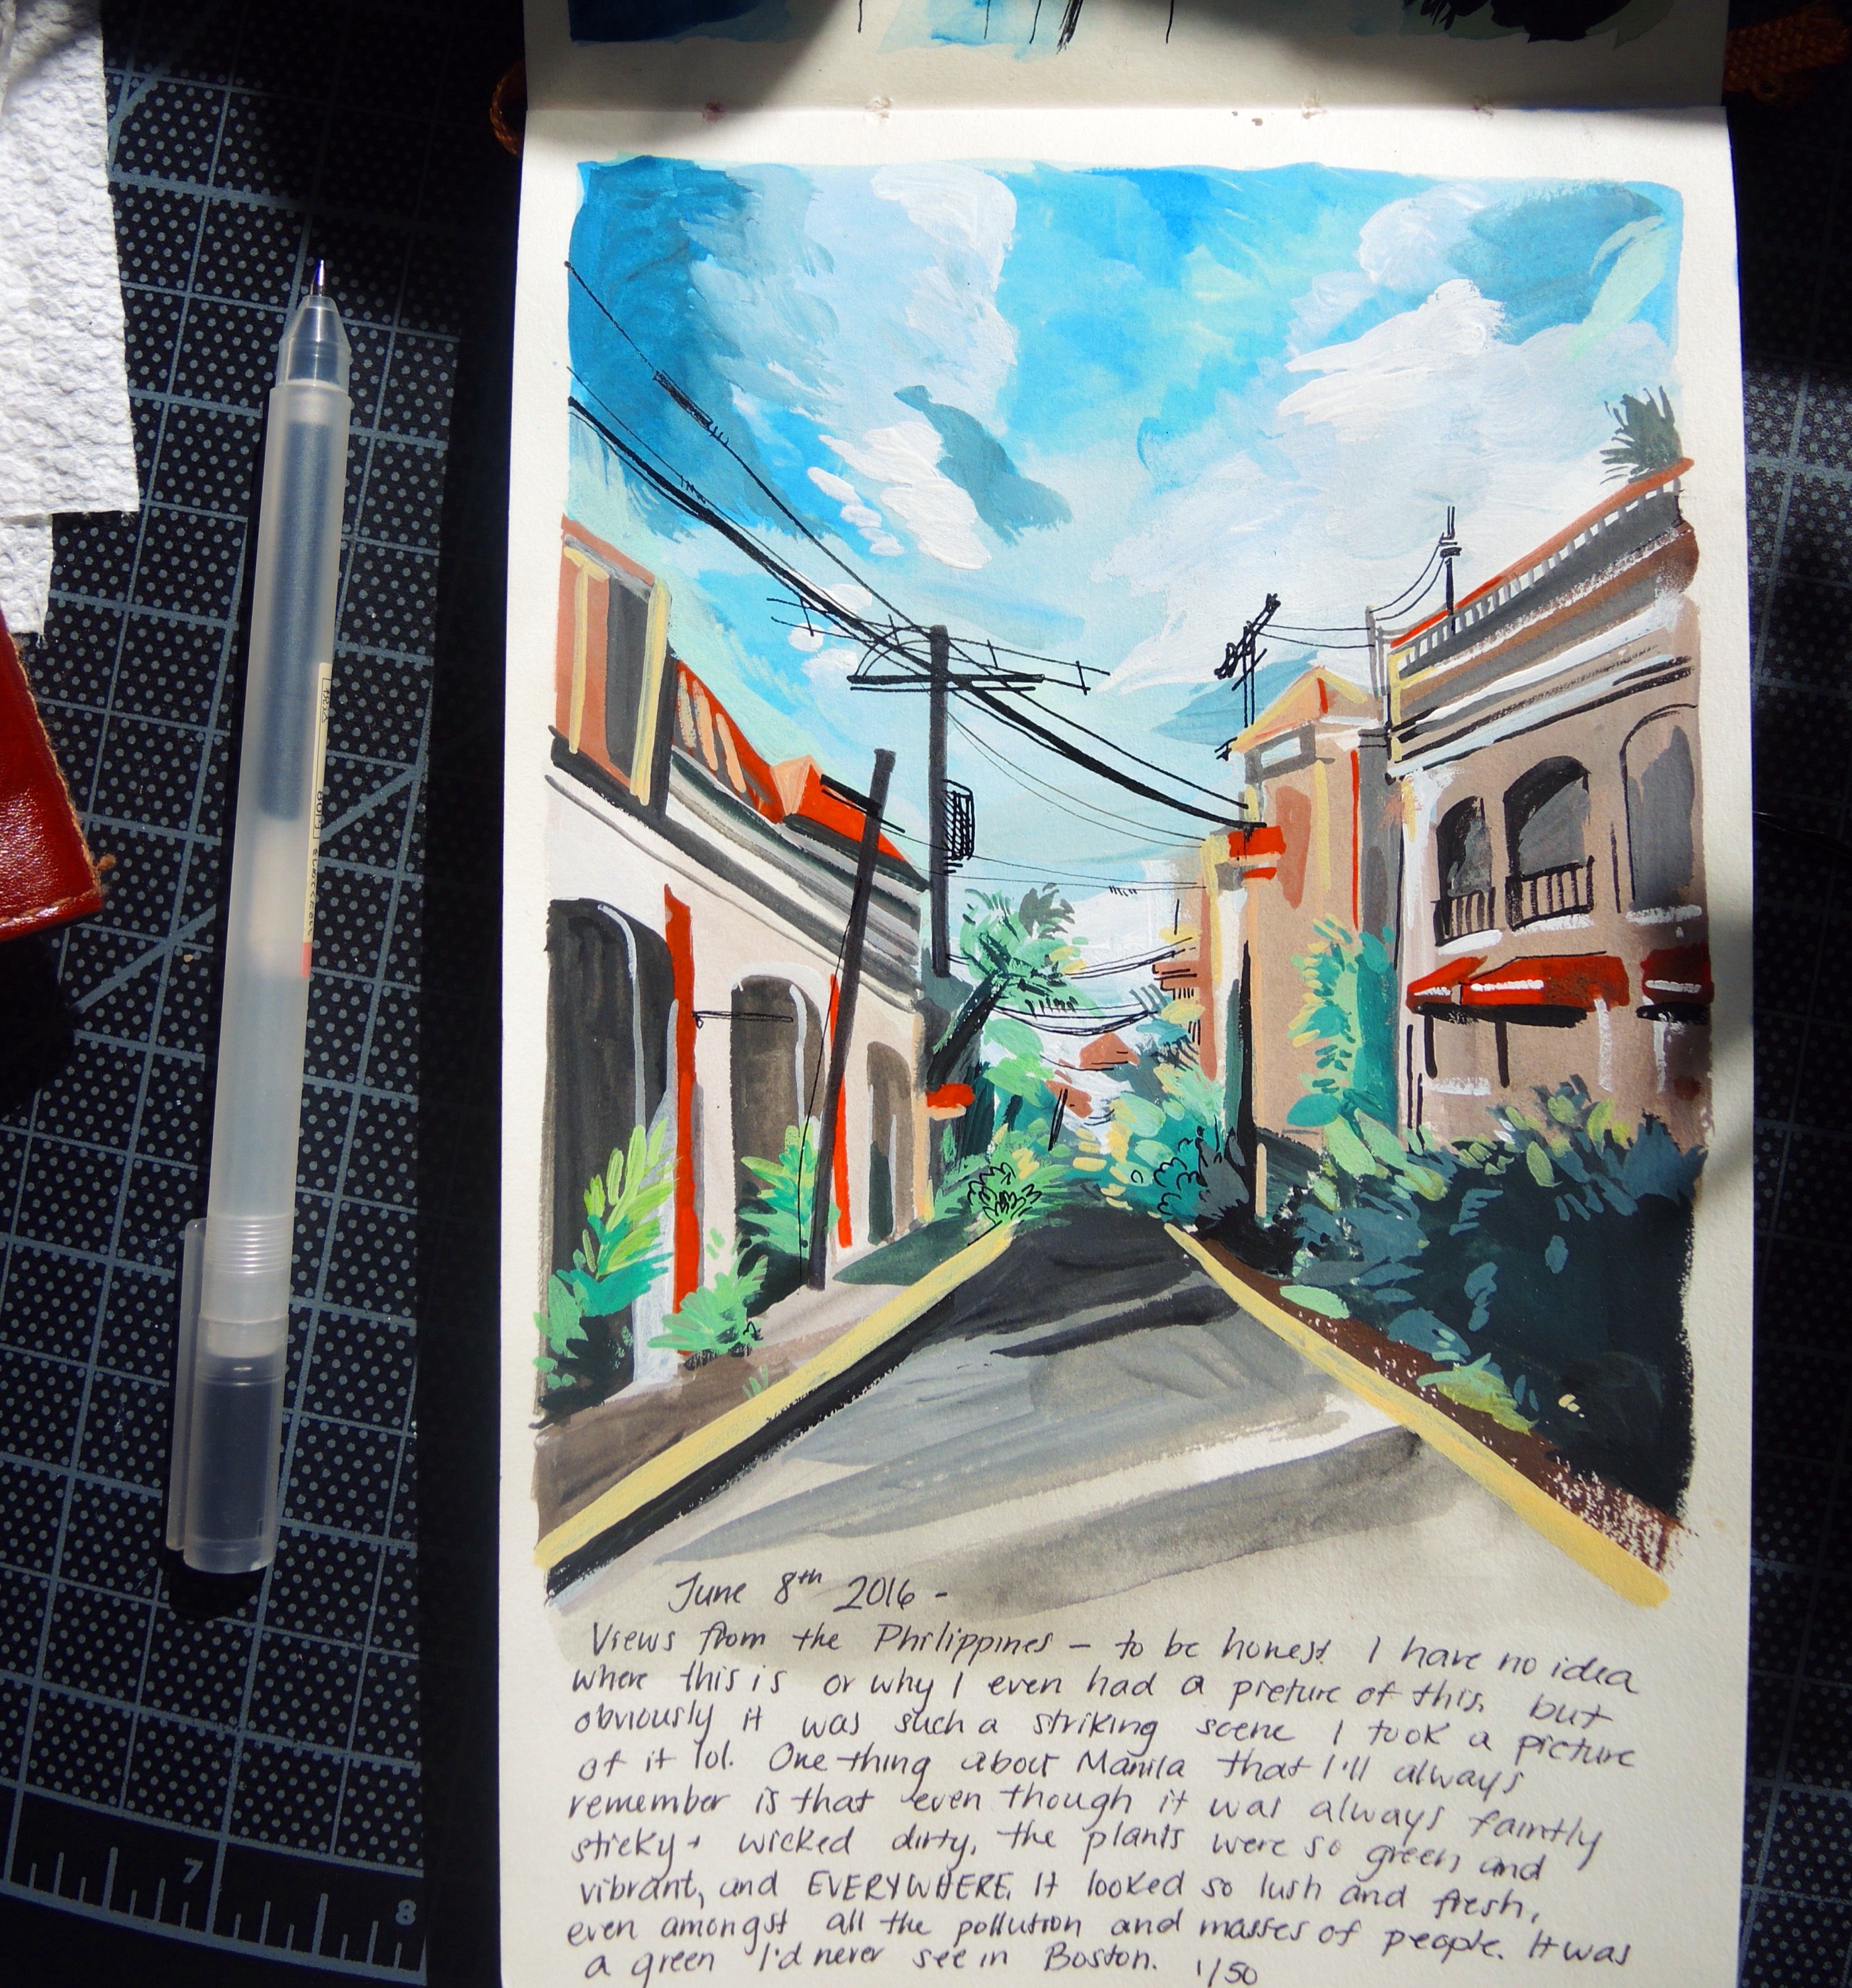 June 8th 2016 -
Views from the Philippines - to be honest I have no idea
where this is or why I even had a picture of this, but
obviously it was such a striking scene I took a picture
of it lol. One thing about Manila that I'll always
remember is that even though it was always faintly
sticky + wicked dirty, the plants were so green and
vibrant, and EVERYWHERE. It looked so lush and fresh,
even amongst all the pollution and masses of people. It was
a green I'd never see in Boston. 1/50
7
8